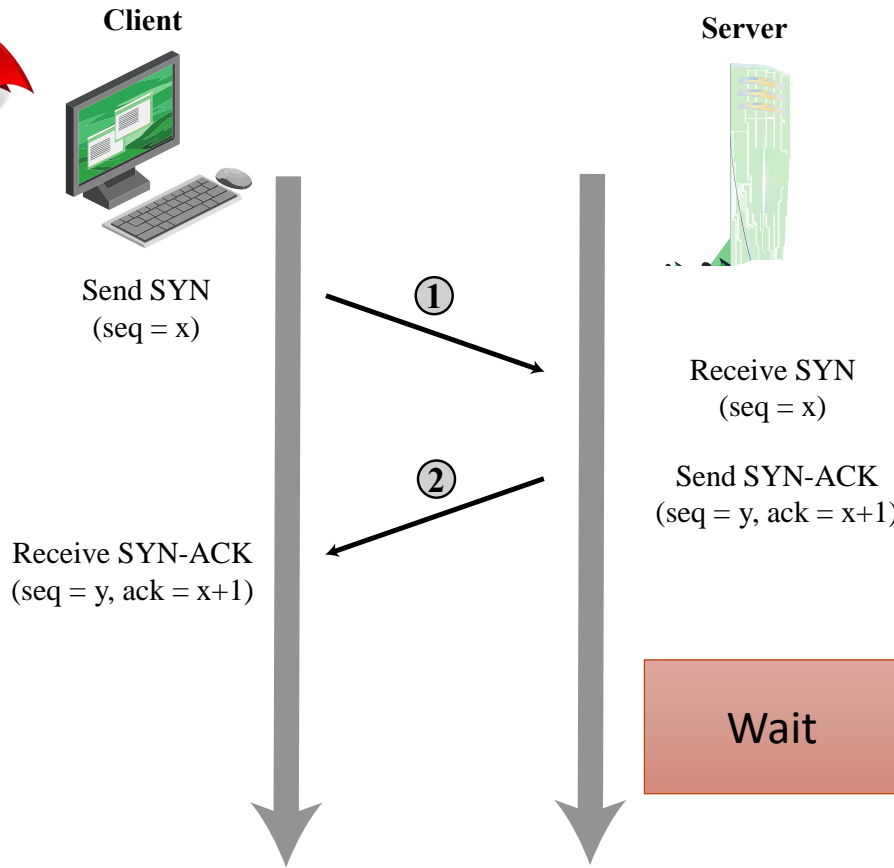 Client
Server
Send SYN
(seq = x)
1
Receive SYN
(seq = x)
2
Send SYN-ACK
(seq = y, ack = x+1)
Receive SYN-ACK
(seq = y, ack = x+1)
Wait